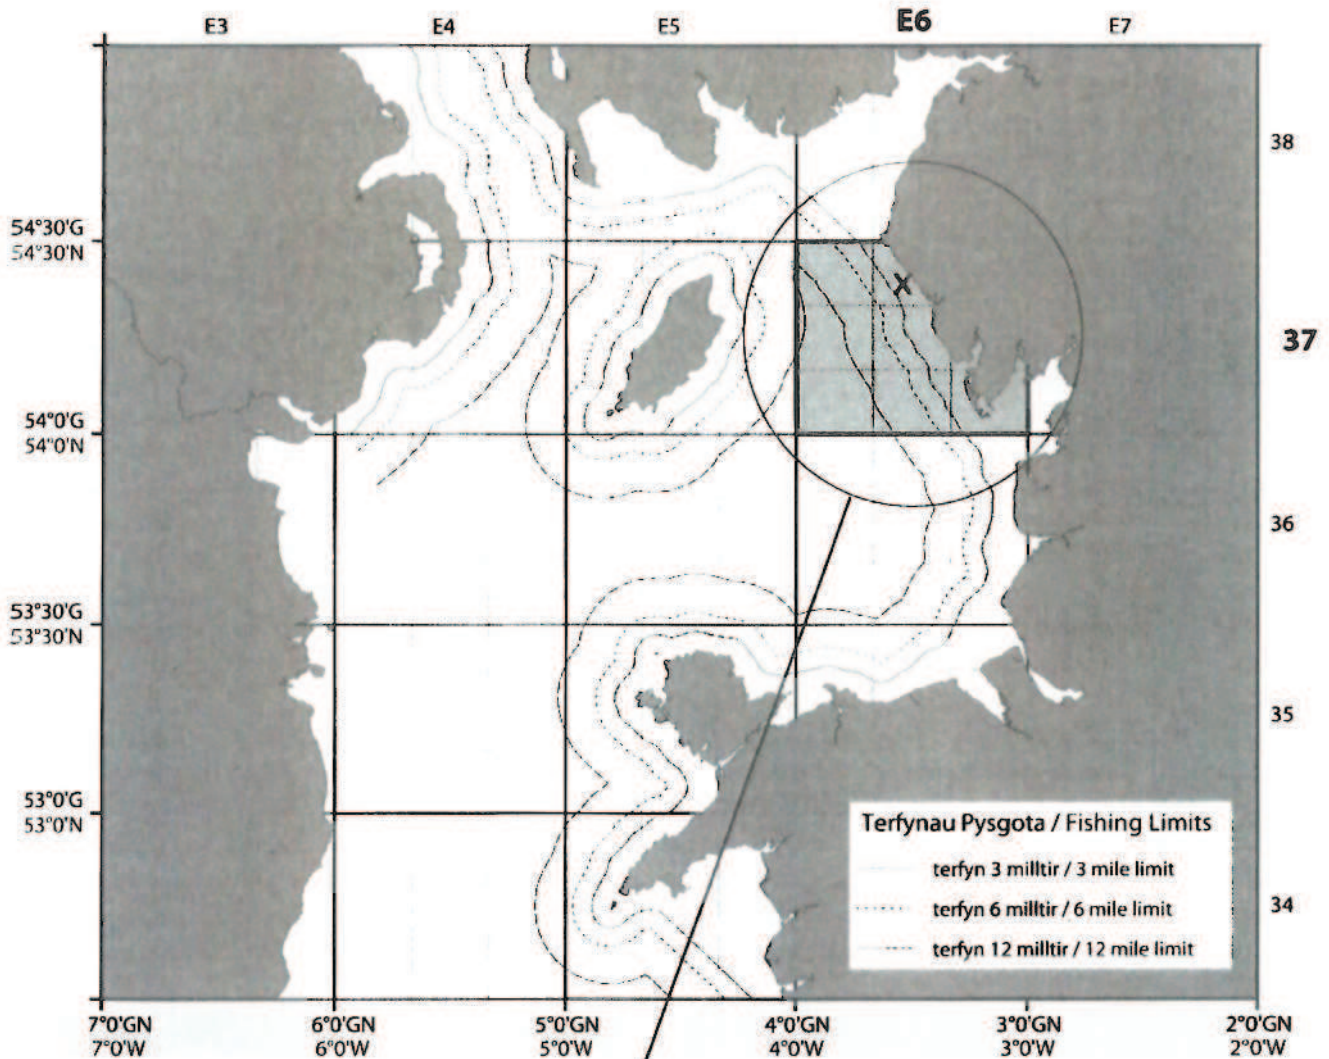 E3 E4 E5 E6 E7
38
54°30'G
54°30'N
37
54°0'G
54°0'N
36
53°30'G
53°30'N
35
53°0'G
53°0'N
Terfynau Pysgota / Fishing Limits
terfyn 3 milltir / 3 mile limit
terfyn 6 milltir / 6 mile limit
34
terfyn 12 milltir / 12 mile limit
7°0'GN 6°0'GN 5°0'GN 4°0'GN 3°0'GN 2°0'GN
7°0'W 6°0'W 5°0'W 4°0'W 3°0'W 2°0'W